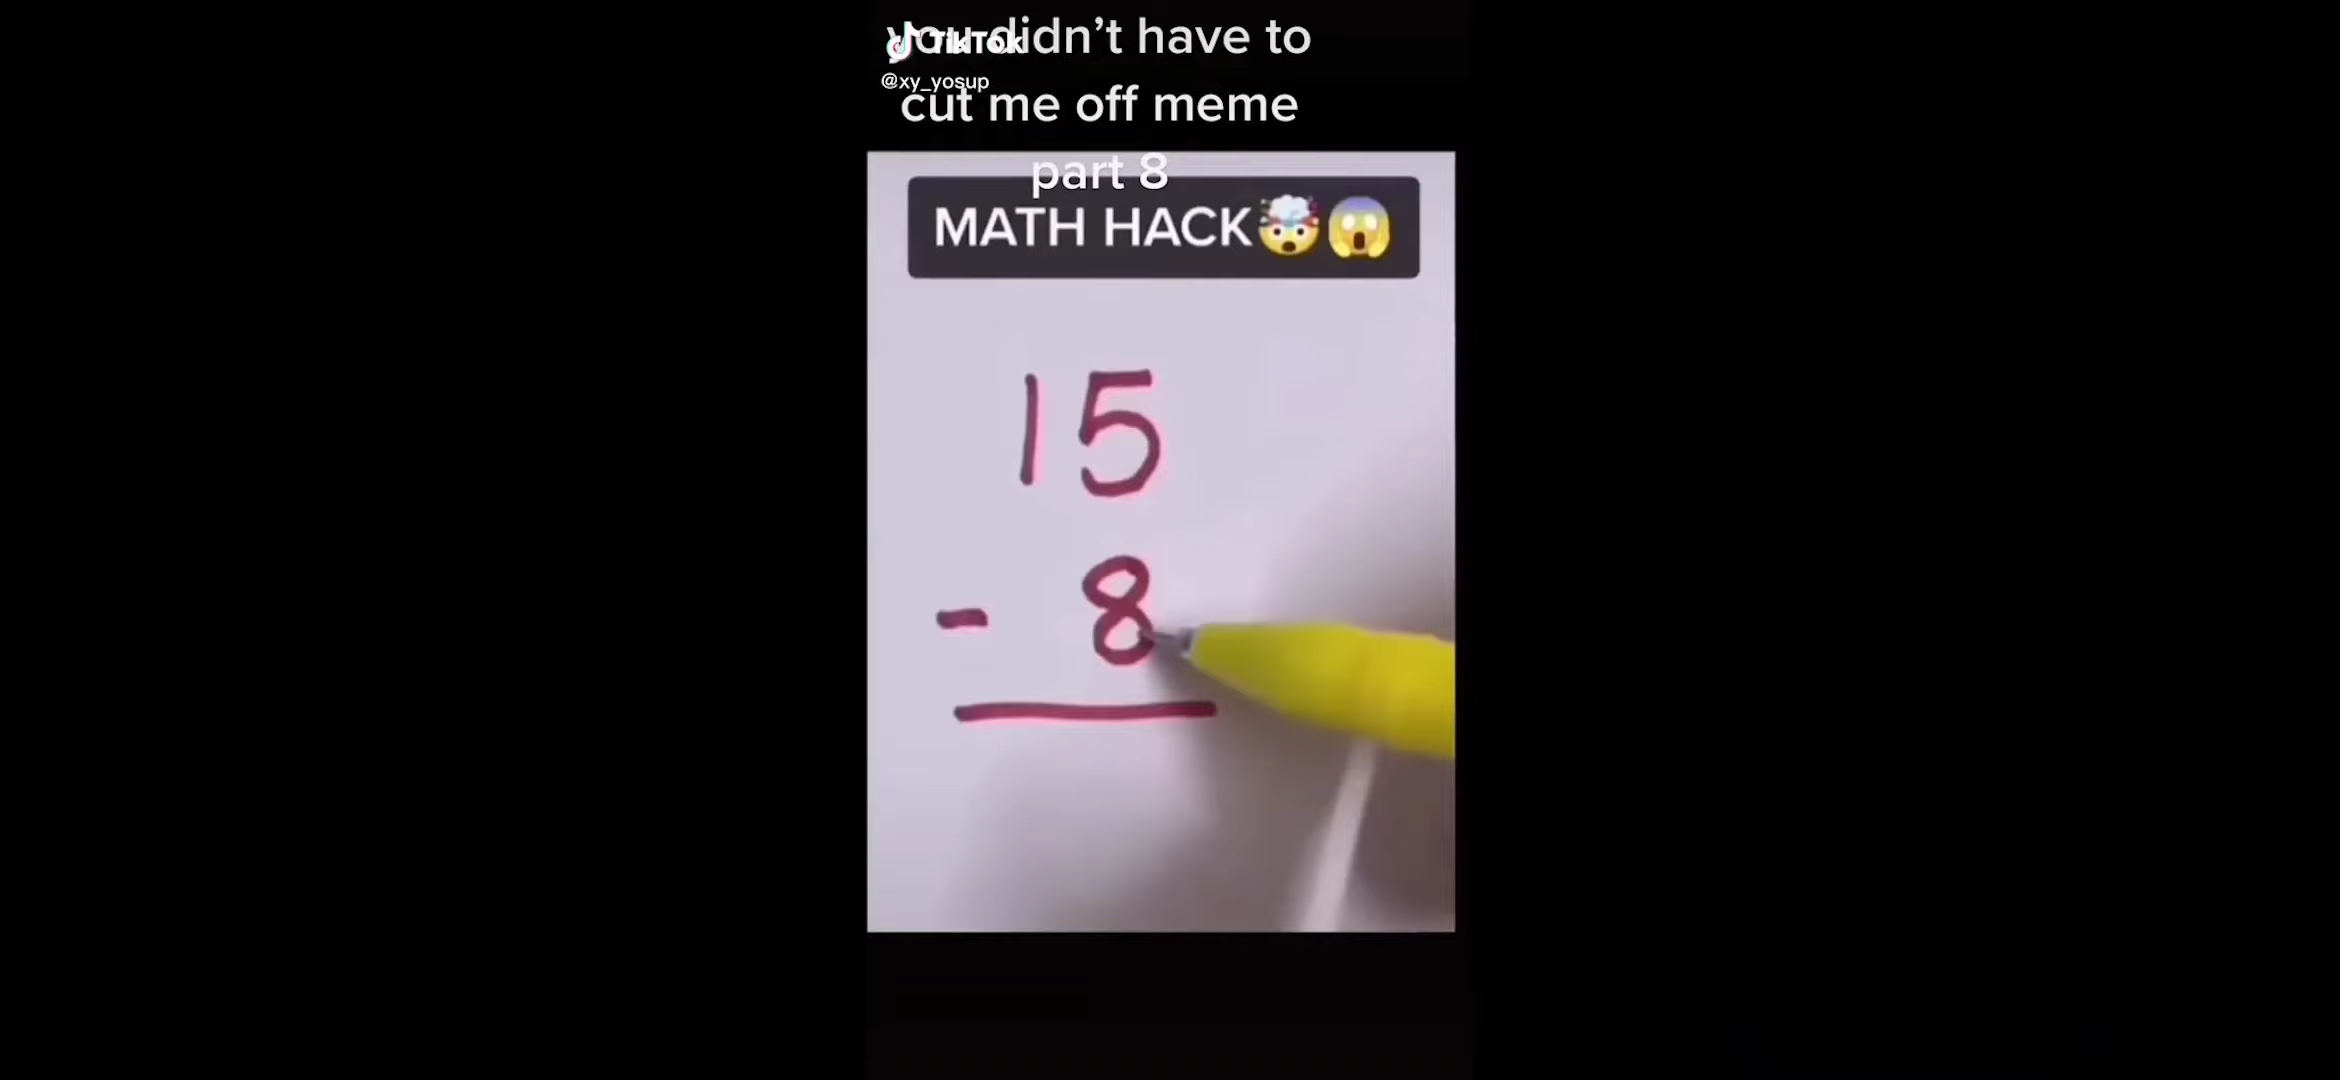 you didn't have to
TikTok
@xy_yosup
cut me off meme
part 8
MATH HACK🤯😱
15
- 8